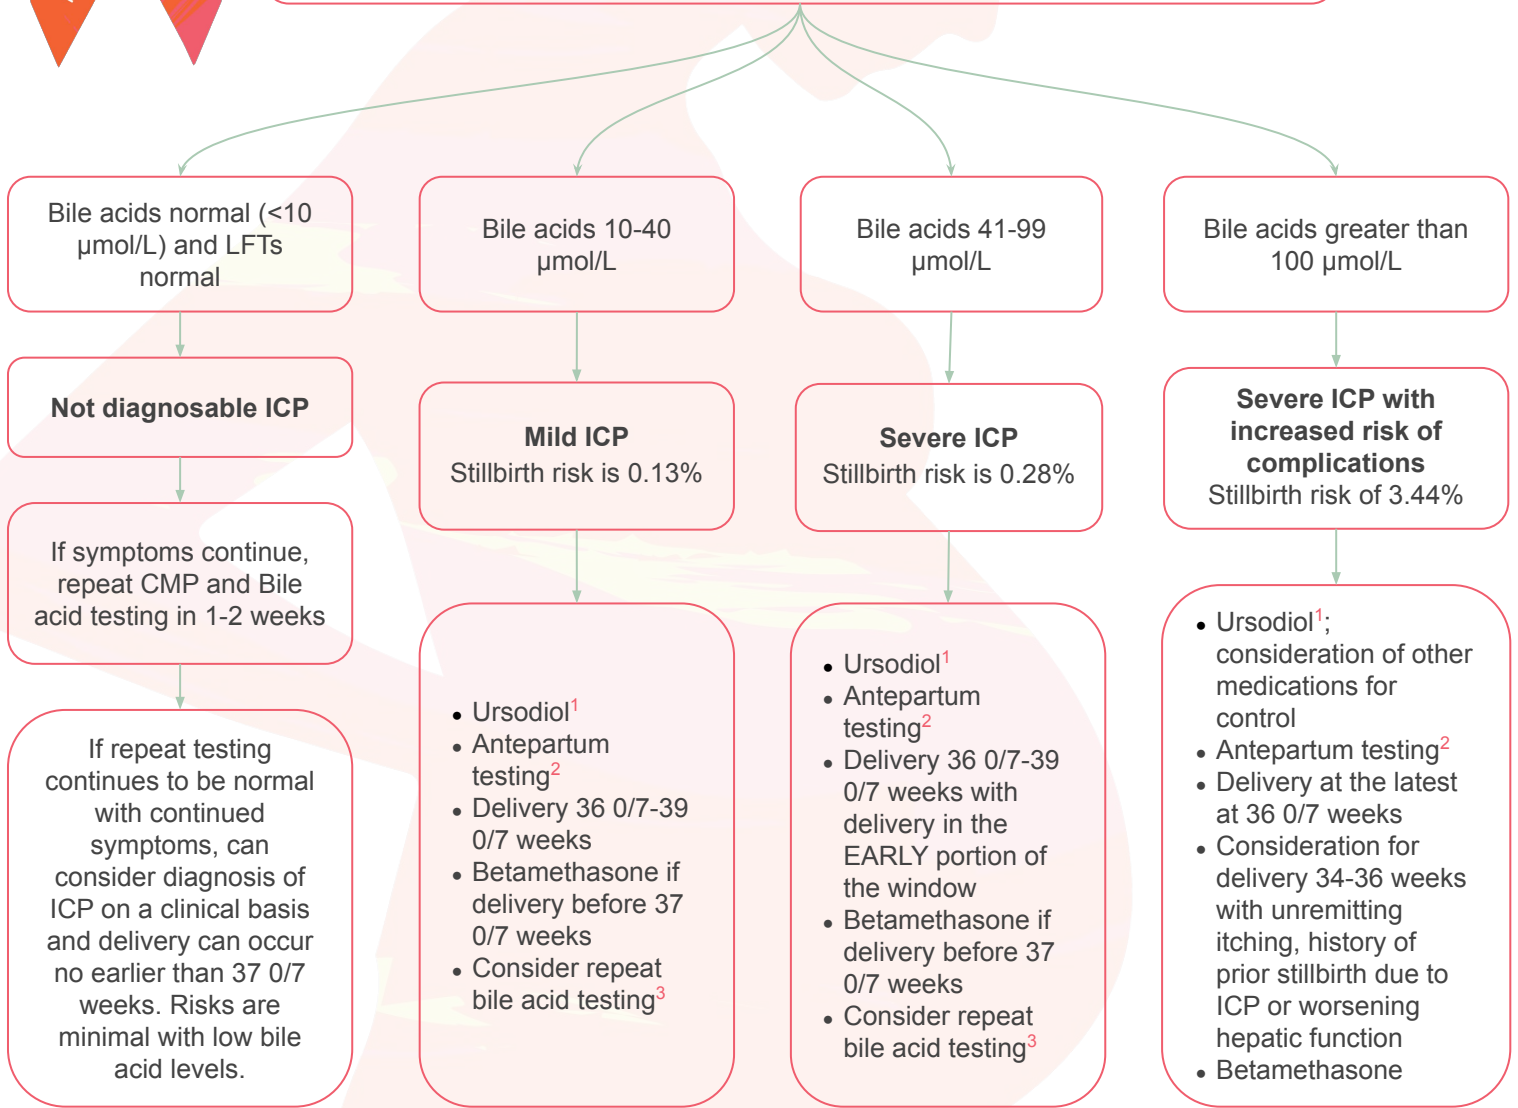 Bile acids normal (<10
µmol/L) and LFTs
normal
Not diagnosable ICP
If symptoms continue,
repeat CMP and Bile
acid testing in 1-2 weeks
If repeat testing
continues to be normal
with continued
symptoms, can
consider diagnosis of
ICP on a clinical basis
and delivery can occur
no earlier than 37 0/7
weeks. Risks are
minimal with low bile
acid levels.
Bile acids 10-40
µmol/L
Mild ICP
Stillbirth risk is 0.13%
• Ursodiol¹
• Antepartum
testing²
• Delivery 36 0/7-39
0/7 weeks
• Betamethasone if
delivery before 37
0/7 weeks
• Consider repeat
bile acid testing³
Bile acids 41-99
µmol/L
Severe ICP
Stillbirth risk is 0.28%
• Ursodiol¹
• Antepartum
testing²
• Delivery 36 0/7-39
0/7 weeks with
delivery in the
EARLY portion of
the window
• Betamethasone if
delivery before 37
0/7 weeks
• Consider repeat
bile acid testing³
Bile acids greater than
100 µmol/L
Severe ICP with
increased risk of
complications
Stillbirth risk of 3.44%
• Ursodiol¹;
consideration of other
medications for
control
• Antepartum testing²
• Delivery at the latest
at 36 0/7 weeks
• Consideration for
delivery 34-36 weeks
with unremitting
itching, history of
prior stillbirth due to
ICP or worsening
hepatic function
• Betamethasone